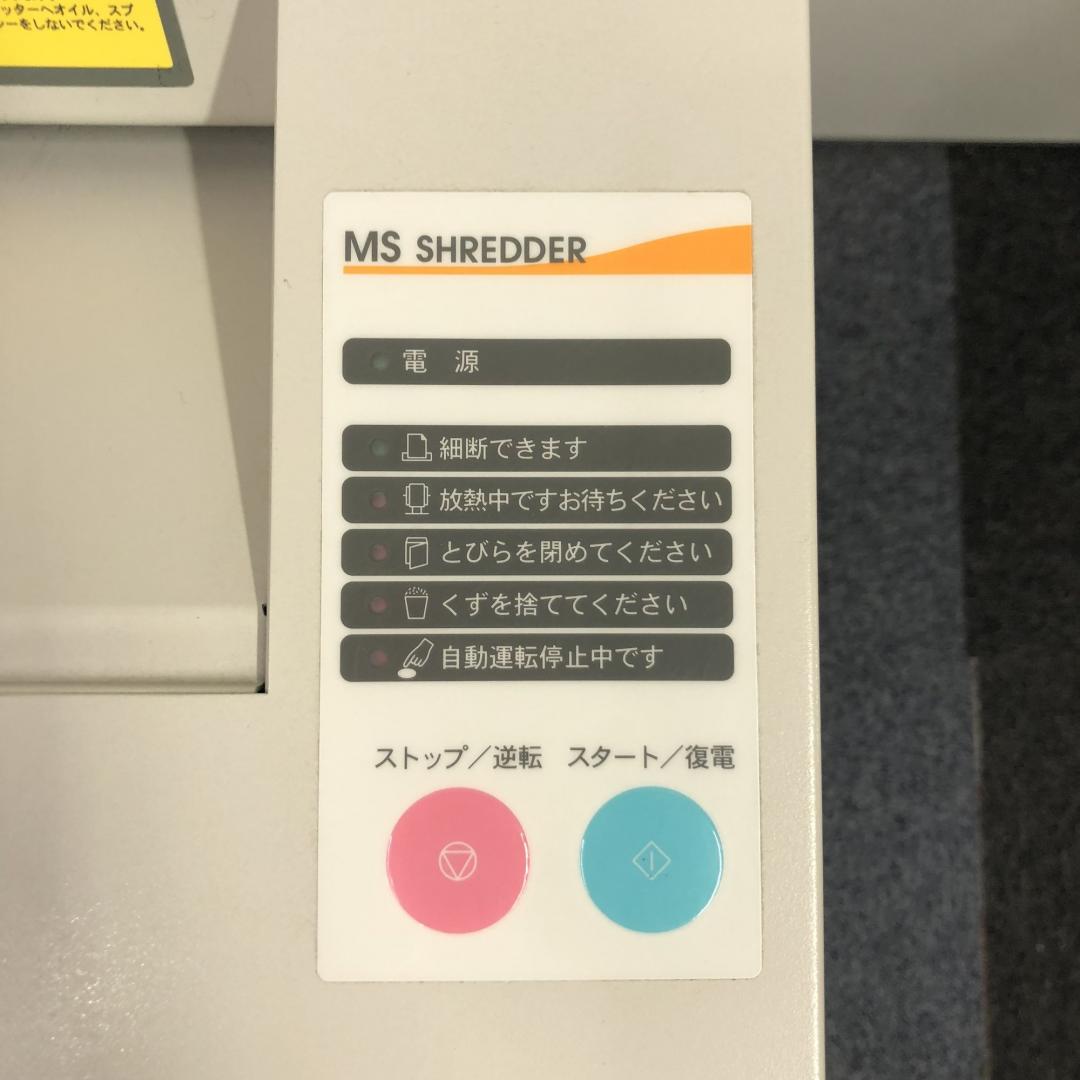 ッターへオイル、スプ
ーをしないでください。
MS SHREDDER
電 源
細断できます
放熱中ですお待ちください
とびらを閉めてください
くずを捨ててください
自動運転停止中です
ストップ／逆転 スタート／復電